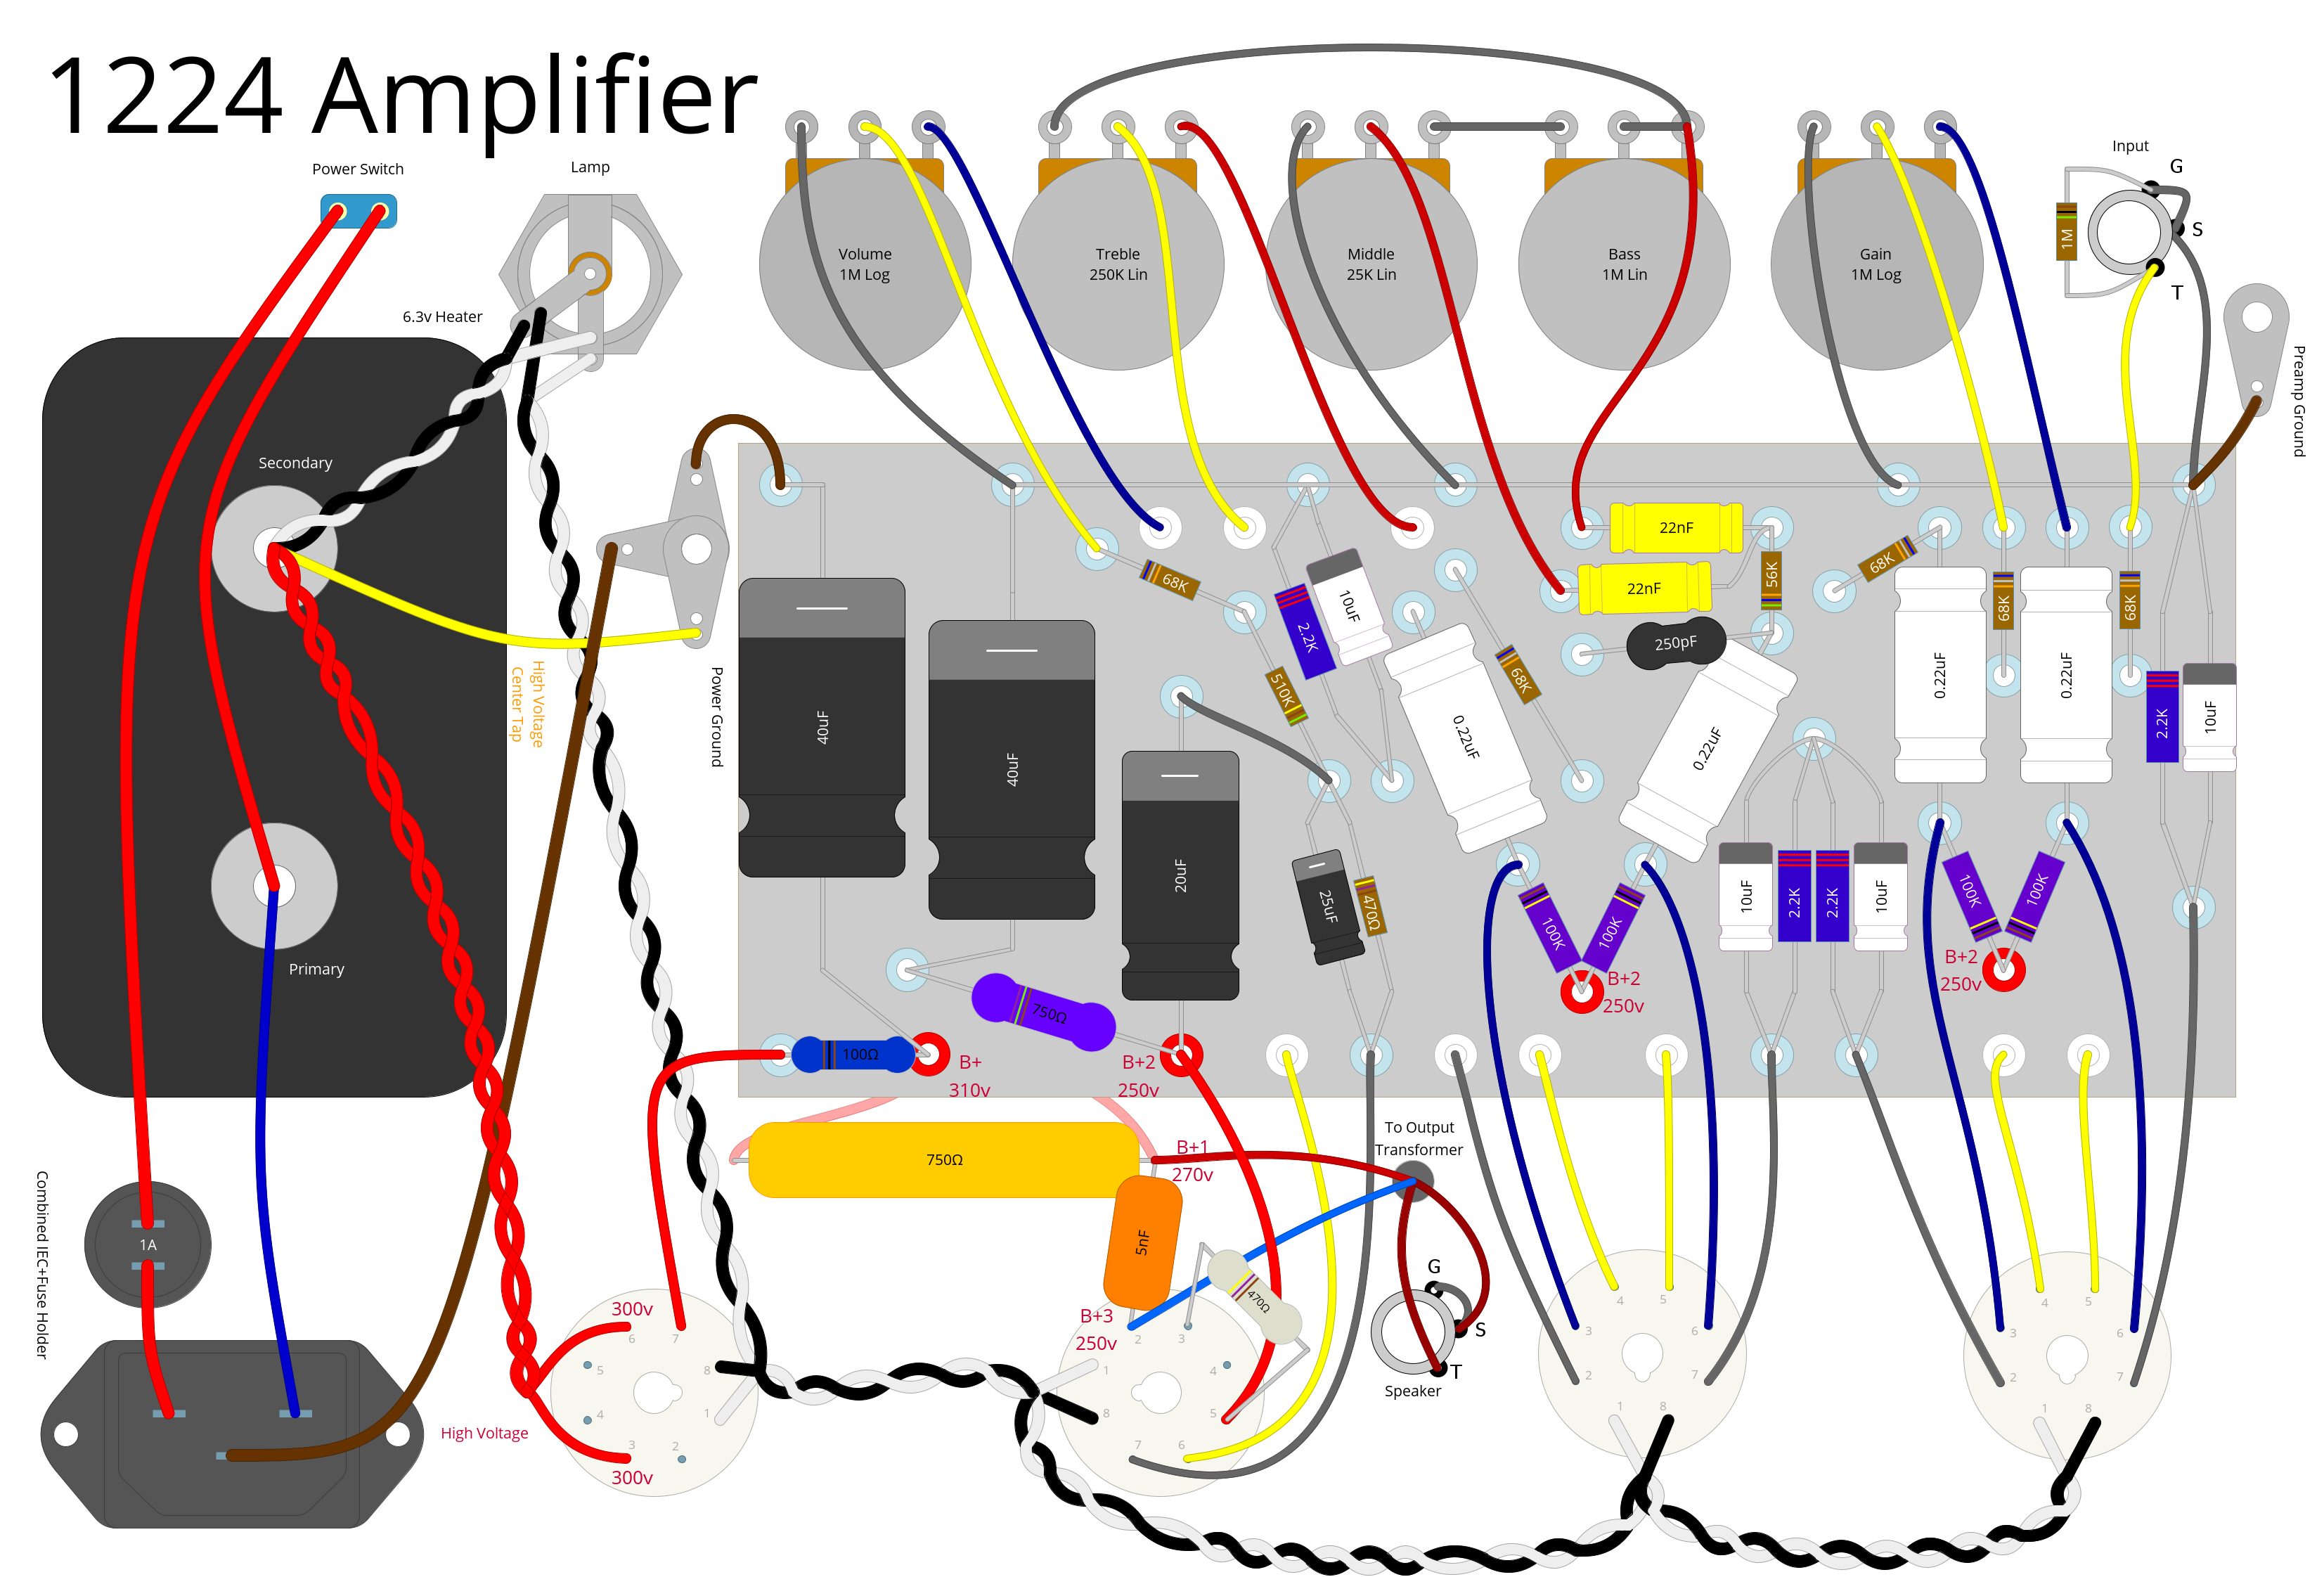 1224 Amplifier
Power Switch
Lamp
6.3v Heater
Secondary
Primary
High Voltage
Center Tap
Power Ground
Combined IEC+Fuse Holder
1A
Volume
1M Log
Treble
250K Lin
Middle
25K Lin
Bass
1M Lin
Gain
1M Log
Input
G
S
T
1M
Preamp Ground
40uF
40uF
20uF
68K
510K
2.2K
10uF
25uF
470Ω
0.22uF
68K
22nF
22nF
56K
250pF
0.22uF
68K
0.22uF
68K
0.22uF
68K
2.2K
10uF
100K
100K
10uF
2.2K
2.2K
10uF
100K
100K
B+2
250v
B+2
250v
100Ω
750Ω
B+
310v
B+2
250v
750Ω
B+1
270v
To Output
Transformer
5nF
470Ω
B+3
250v
G
S
T
Speaker
High Voltage
300v
300v
6
7
5
8
4
1
3
2
2
3
1
4
8
5
7
6
4
5
3
6
2
7
1
8
4
5
3
6
2
7
1
8